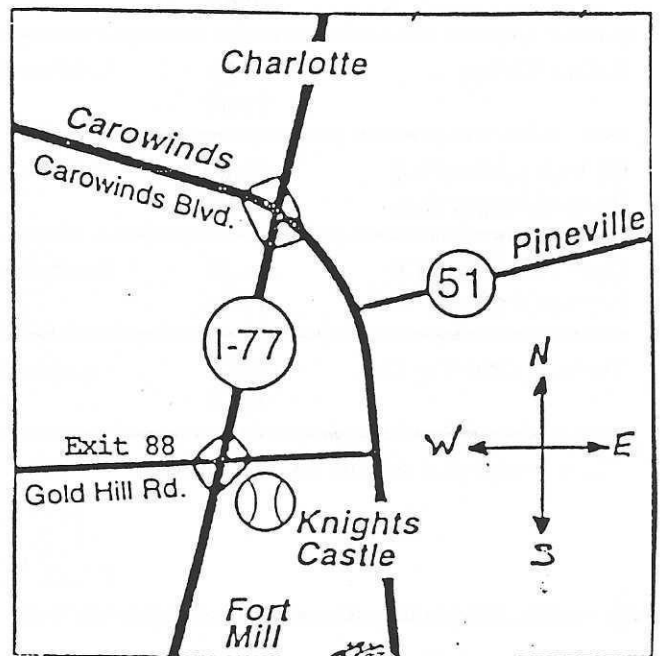 Charlotte
Carowinds
Carowinds Blvd.
Pineville
51
I-77
N
W
E
Exit 88
Gold Hill Rd.
Knights
Castle
S
Fort
Mill